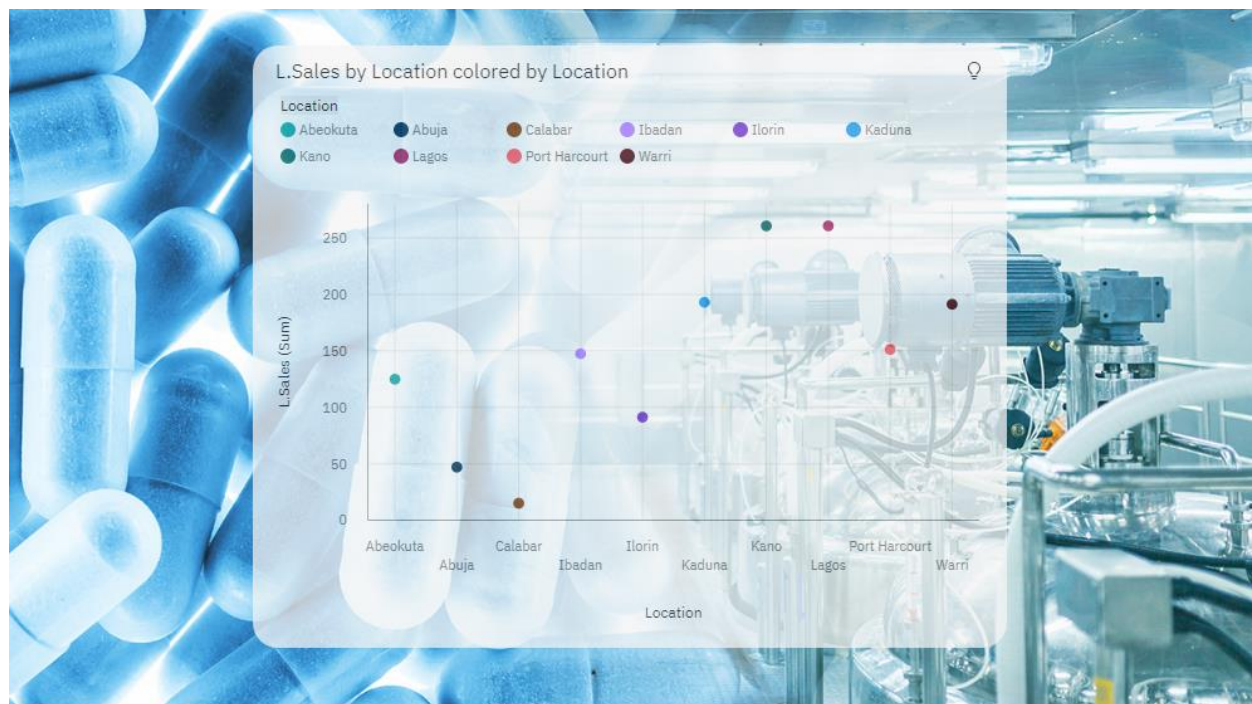 L.Sales by Location colored by Location
Location
Abeokuta Abuja Calabar Ibadan Ilorin Kaduna
Kano Lagos Port Harcourt Warri
250
200
150
100
50
0
L.Sales (Sum)
Abeokuta Calabar Ilorin Kano Port Harcourt
Abuja Ibadan Kaduna Lagos Warri
Location